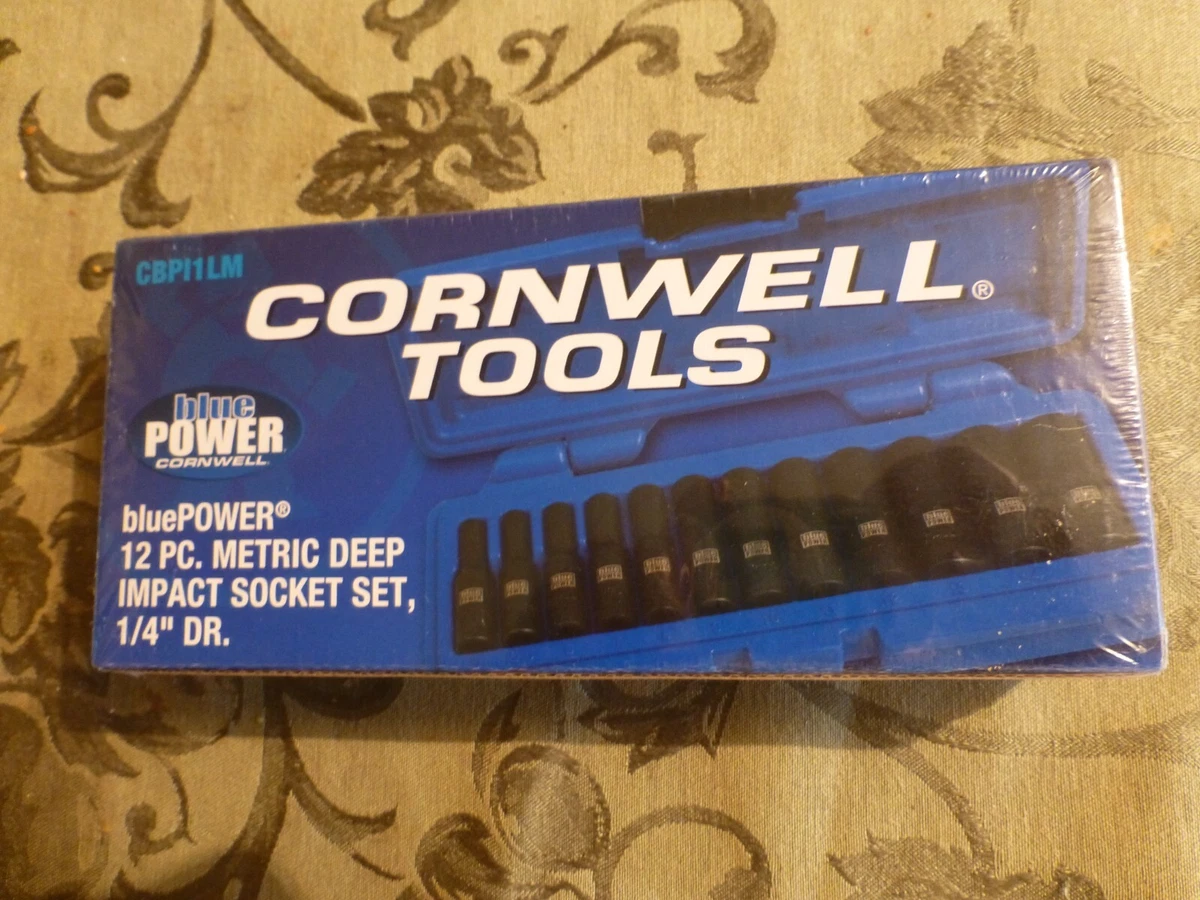 CBPI1LM
CORNWELL®
TOOLS
blue
POWER
CORNWELL
bluePOWER®
12 PC. METRIC DEEP
IMPACT SOCKET SET,
1/4" DR.